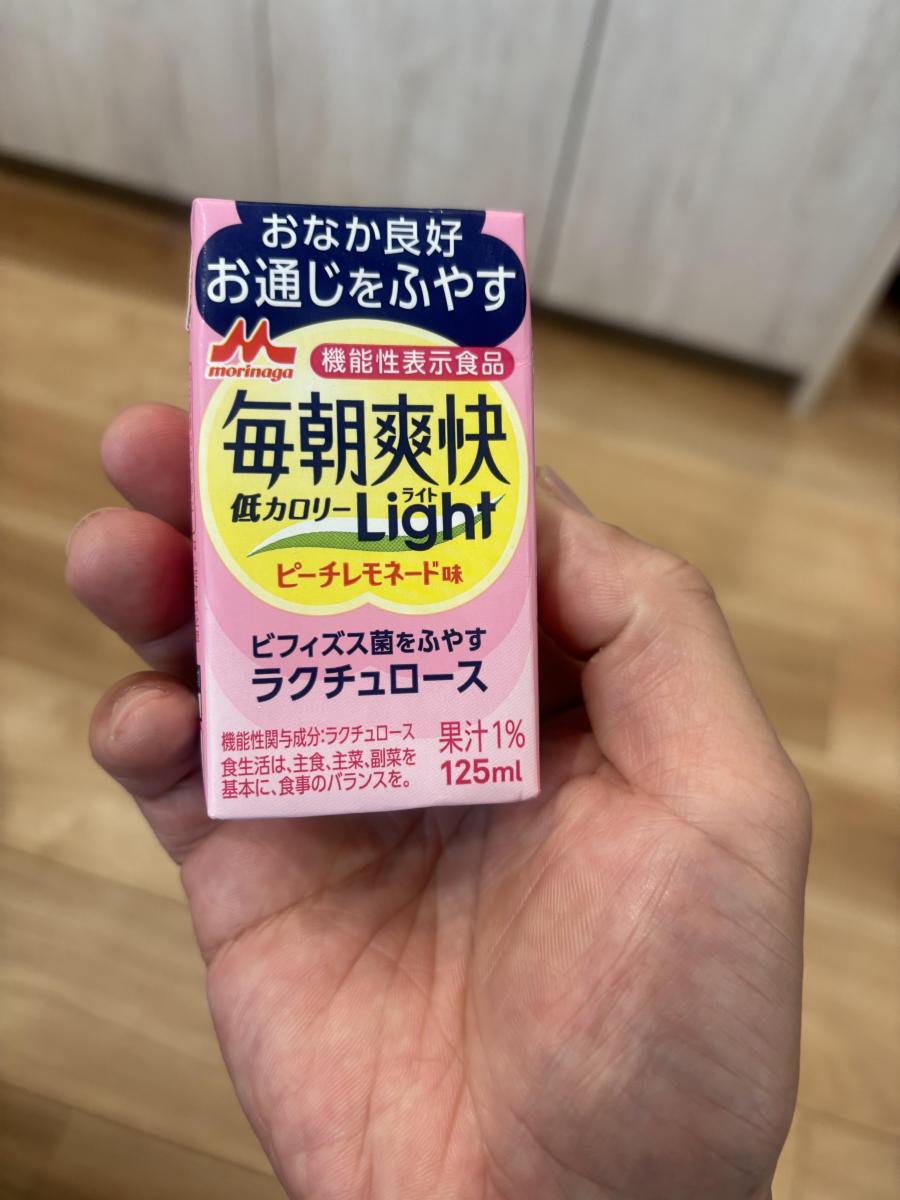 おなか良好
お通じをふやす
morinaga
機能性表示食品
毎朝爽快
低カロリーLight
ライト
ピーチレモネード味
ビフィズス菌をふやす
ラクチュロース
機能性関与成分:ラクチュロース
食生活は、主食、主菜、副菜を
基本に、食事のバランスを。
果汁1%
125ml